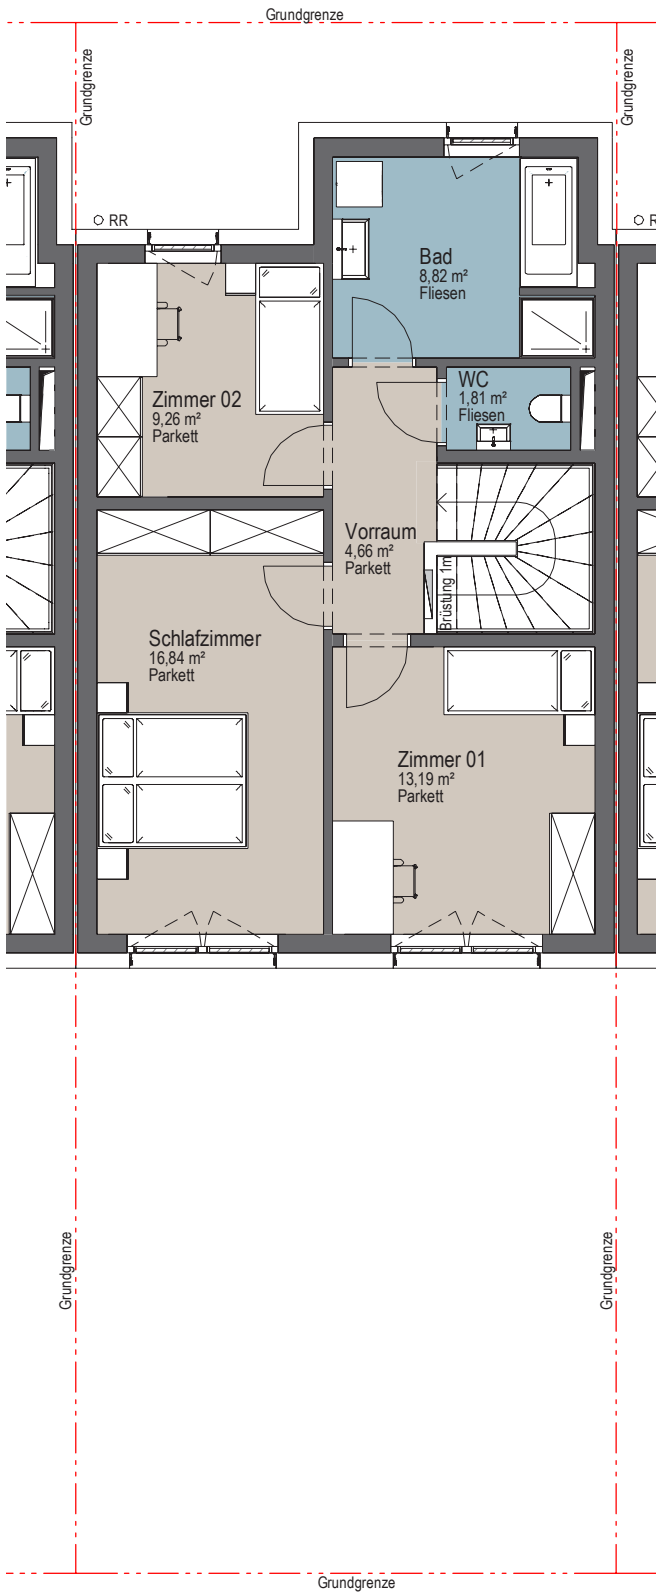 Grundgrenze
Grundgrenze
Grundgrenze
RR
R
Bad
8,82 m²
Fliesen
Zimmer 02
9,26 m²
Parkett
WC
1,81 m²
Fliesen
Vorraum
4,66 m²
Parkett
Brüstung 1m
Schlafzimmer
16,84 m²
Parkett
Zimmer 01
13,19 m²
Parkett
Grundgrenze
Grundgrenze
Grundgrenze